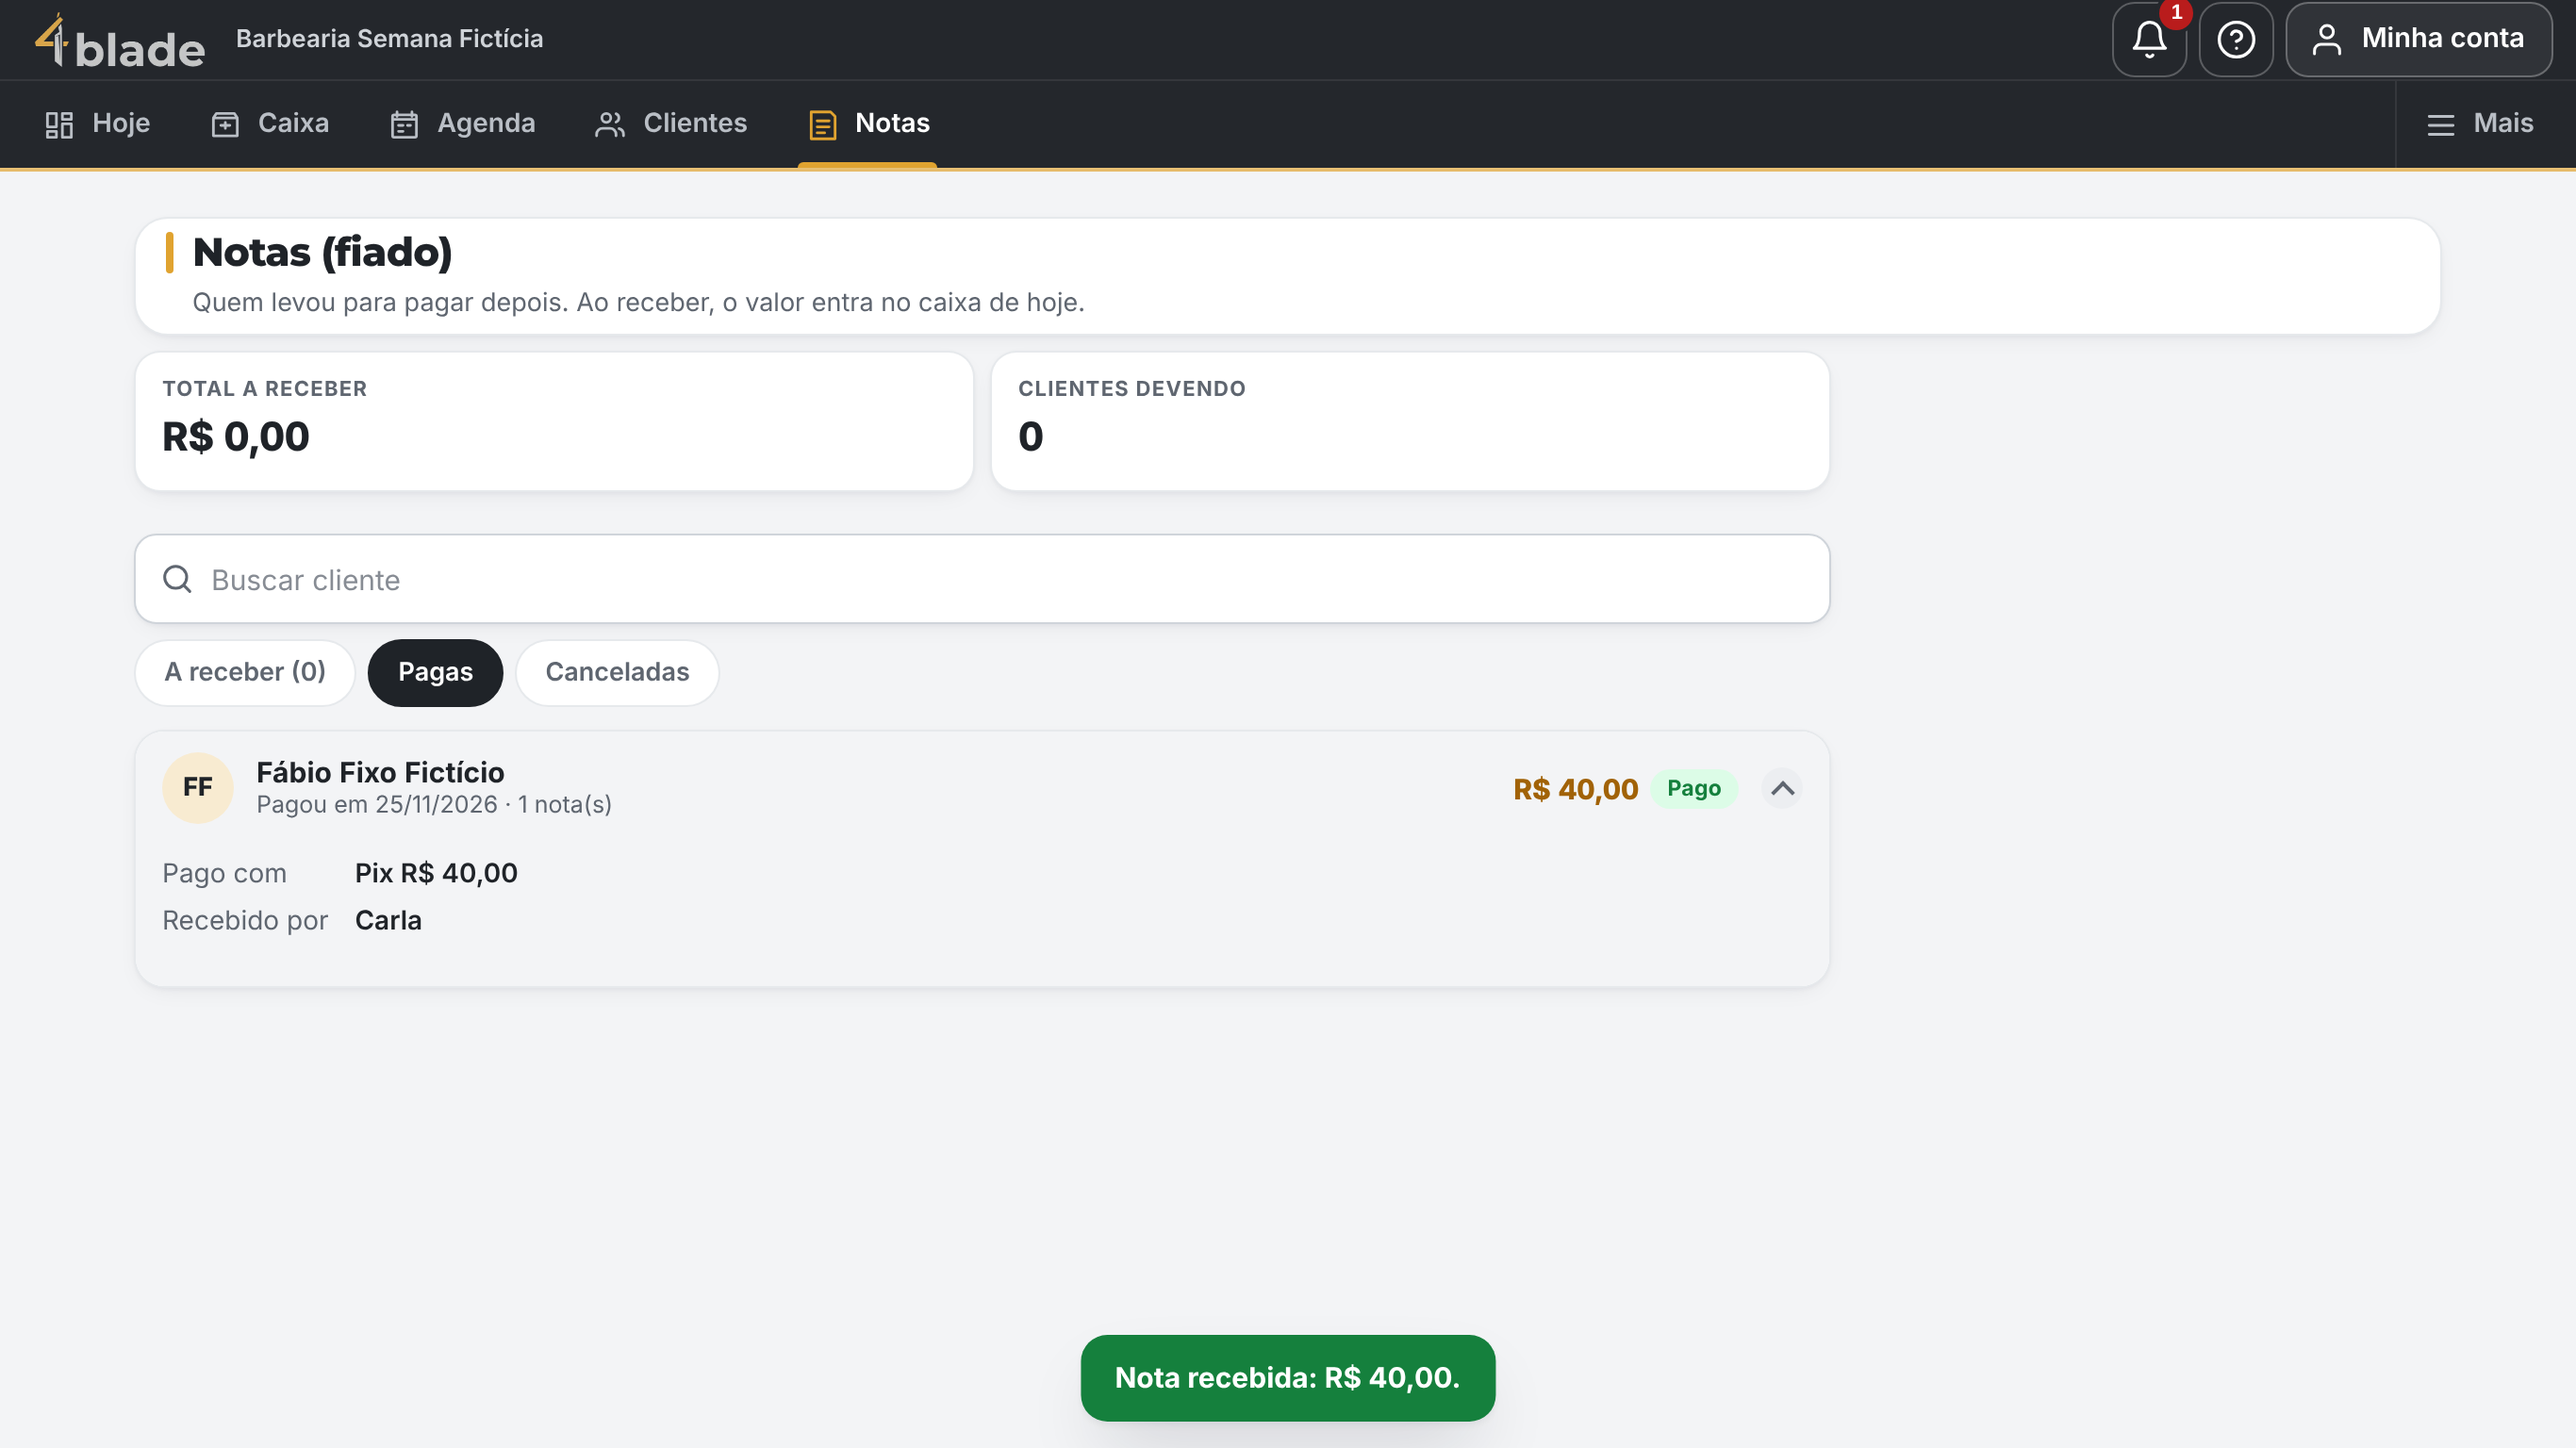 4blade
Barbearia Semana Fictícia
1
Minha conta
Hoje
Caixa
Agenda
Clientes
Notas
Mais
Notas (fiado)
Quem levou para pagar depois. Ao receber, o valor entra no caixa de hoje.
TOTAL A RECEBER
R$ 0,00
CLIENTES DEVENDO
0
Buscar cliente
A receber (0)
Pagas
Canceladas
FF
Fábio Fixo Fictício
Pagou em 25/11/2026 · 1 nota(s)
R$ 40,00
Pago
Pago com
Pix R$ 40,00
Recebido por
Carla
Nota recebida: R$ 40,00.